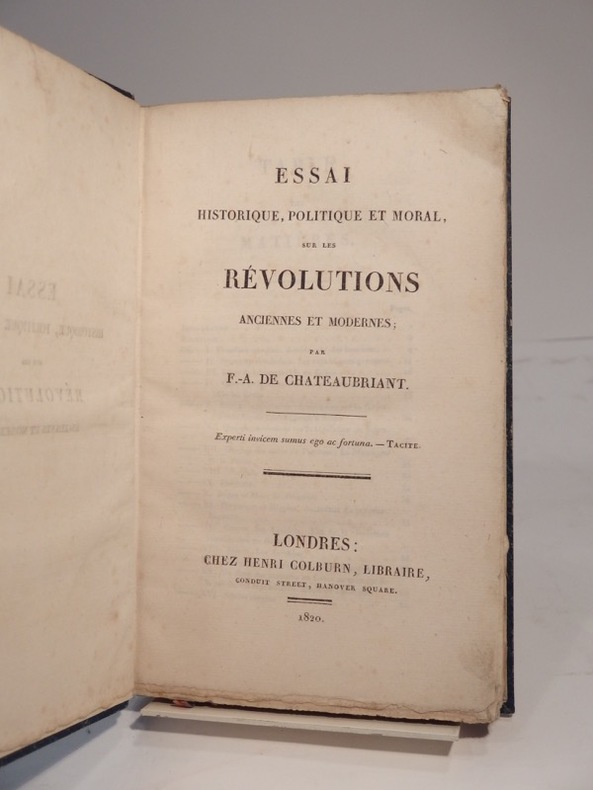 ESSAI
HISTORIQUE, POLITIQUE ET MORAL,
SUR LES
RÉVOLUTIONS
ANCIENNES ET MODERNES;
PAR
F.-A. DE CHATEAUBRIANT.
Experti invicem sumus ego ac fortuna. — TACITE.
LONDRES:
CHEZ HENRI COLBURN, LIBRAIRE,
CONDUIT STREET, HANOVER SQUARE.
1820.